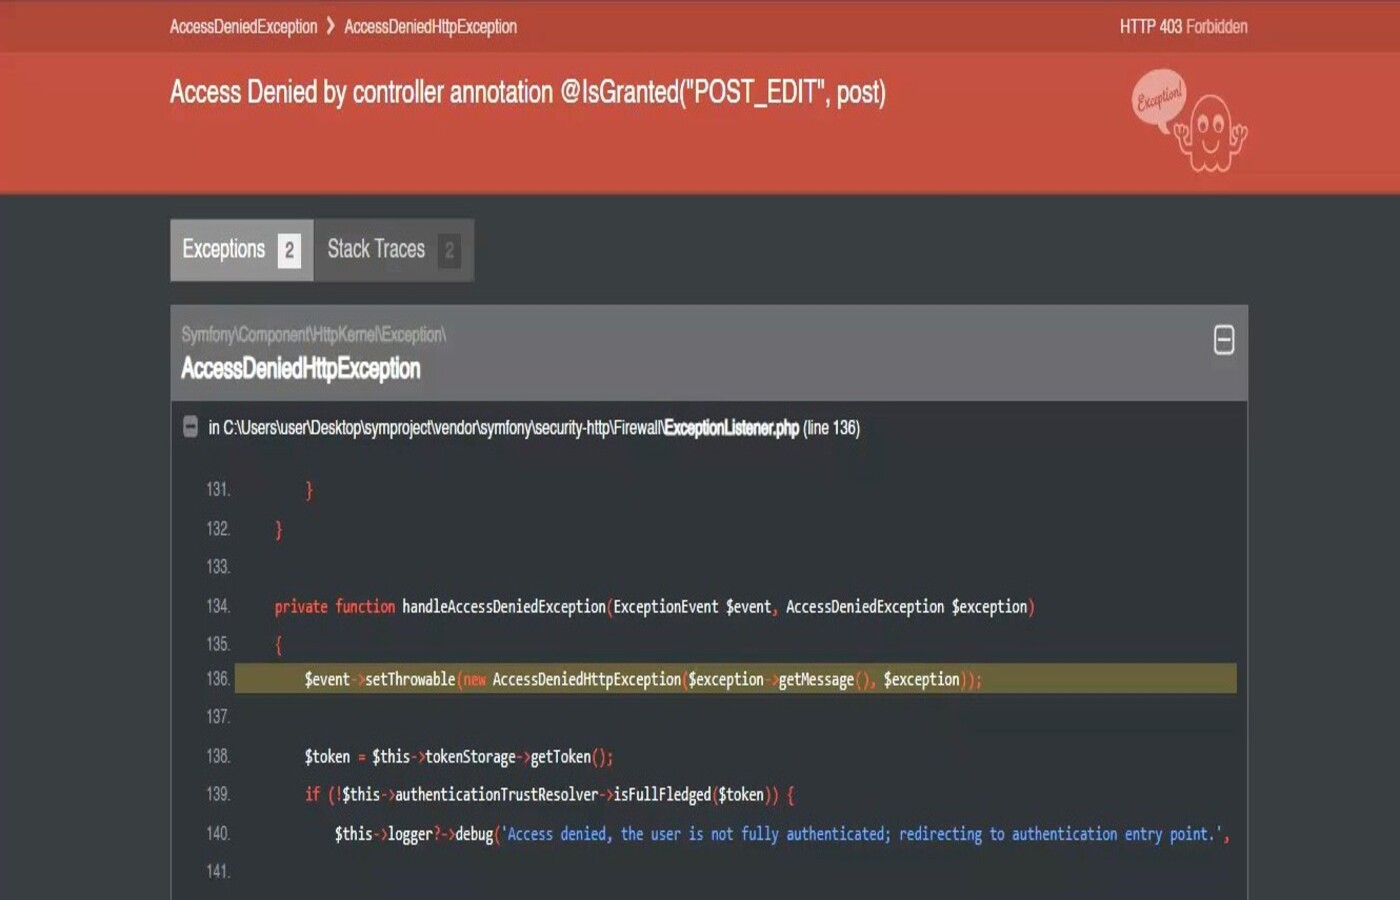 AccessDeniedException ❯ AccessDeniedHttpException
HTTP 403 Forbidden
Access Denied by controller annotation @IsGranted("POST_EDIT", post)
Exception!
Exceptions 2
Stack Traces 2
Symfony\Component\HttpKernel\Exception\
AccessDeniedHttpException
in C:\Users\user\Desktop\symproject\vendor\symfony\security-http\Firewall\ExceptionListener.php (line 136)
131. }
132. }
133.
134. private function handleAccessDeniedException(ExceptionEvent $event, AccessDeniedException $exception)
135. {
136. $event->setThrowable(new AccessDeniedHttpException($exception->getMessage(), $exception));
137.
138. $token = $this->tokenStorage->getToken();
139. if (!$this->authenticationTrustResolver->isFullFledged($token)) {
140. $this->logger?->debug('Access denied, the user is not fully authenticated; redirecting to authentication entry point.',
141.